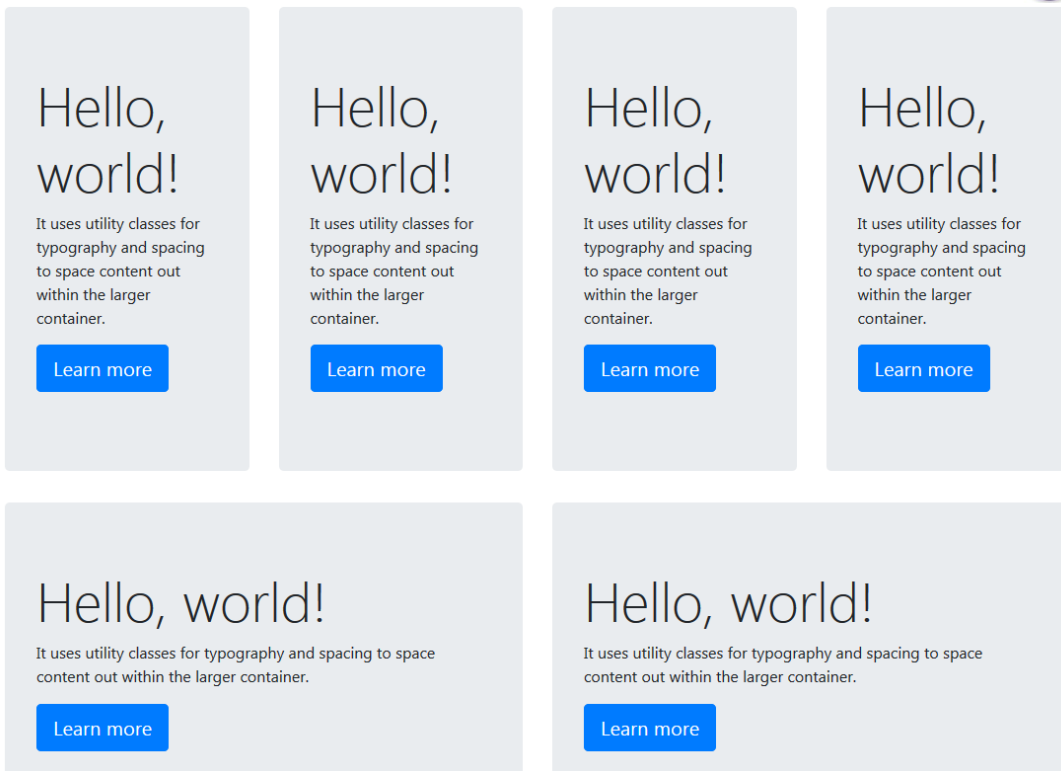 Hello,
world!
It uses utility classes for
typography and spacing
to space content out
within the larger
container.
Learn more
Hello,
world!
It uses utility classes for
typography and spacing
to space content out
within the larger
container.
Learn more
Hello,
world!
It uses utility classes for
typography and spacing
to space content out
within the larger
container.
Learn more
Hello,
world!
It uses utility classes for
typography and spacing
to space content out
within the larger
container.
Learn more
Hello, world!
It uses utility classes for typography and spacing to space
content out within the larger container.
Learn more
Hello, world!
It uses utility classes for typography and spacing to space
content out within the larger container.
Learn more